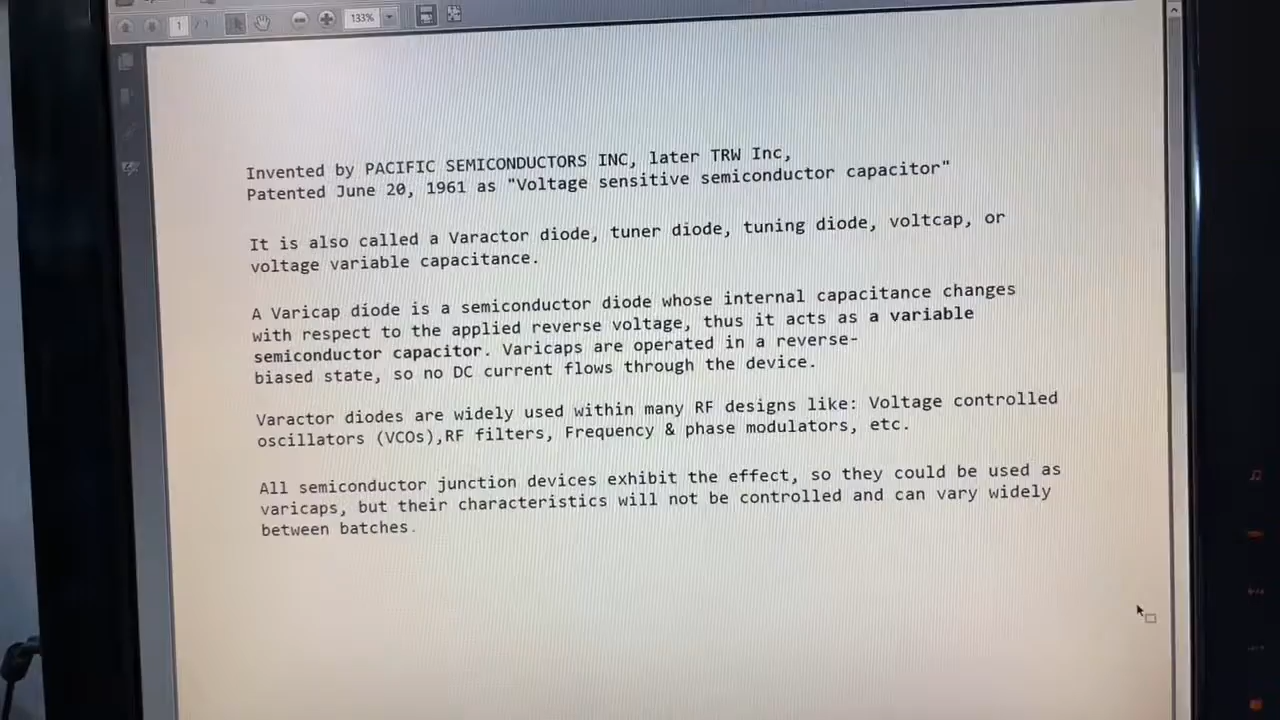 1 / 1
133%
Invented by PACIFIC SEMICONDUCTORS INC, later TRW Inc,
Patented June 20, 1961 as "Voltage sensitive semiconductor capacitor"
It is also called a Varactor diode, tuner diode, tuning diode, voltcap, or
voltage variable capacitance.
A Varicap diode is a semiconductor diode whose internal capacitance changes
with respect to the applied reverse voltage, thus it acts as a variable
semiconductor capacitor. Varicaps are operated in a reverse-
biased state, so no DC current flows through the device.
Varactor diodes are widely used within many RF designs like: Voltage controlled
oscillators (VCOs),RF filters, Frequency & phase modulators, etc.
All semiconductor junction devices exhibit the effect, so they could be used as
varicaps, but their characteristics will not be controlled and can vary widely
between batches.